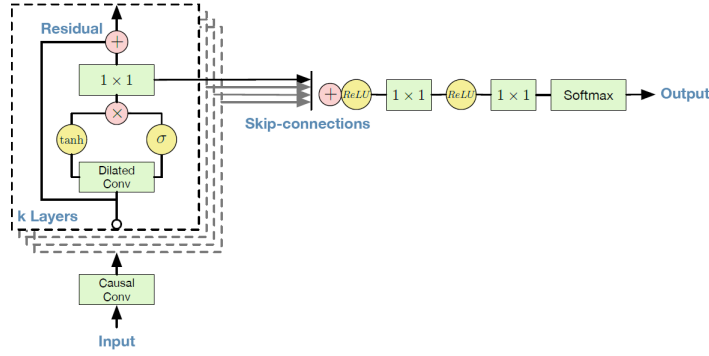 Residual
+
1 × 1
×
tanh
σ
Dilated
Conv
k Layers
Causal
Conv
Input
Skip-connections
+
ReLU
1 × 1
ReLU
1 × 1
Softmax
Output